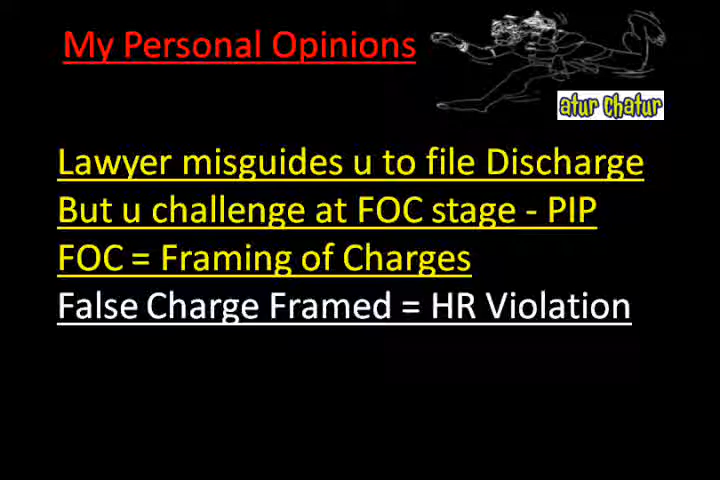 My Personal Opinions
atur chatur
Lawyer misguides u to file Discharge
But u challenge at FOC stage - PIP
FOC = Framing of Charges
False Charge Framed = HR Violation